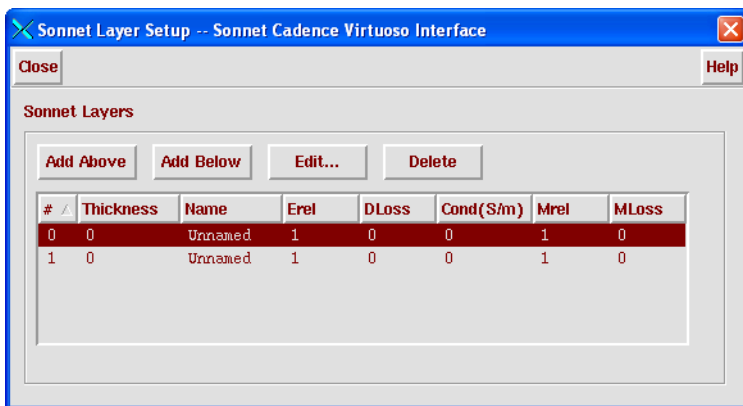 Sonnet Layer Setup -- Sonnet Cadence Virtuoso Interface
Close Help
Sonnet Layers
Add Above Add Below Edit... Delete
# Thickness Name Erel DLoss Cond(S/m) Mrel MLoss
0 0 Unnamed 1 0 0 1 0
1 0 Unnamed 1 0 0 1 0